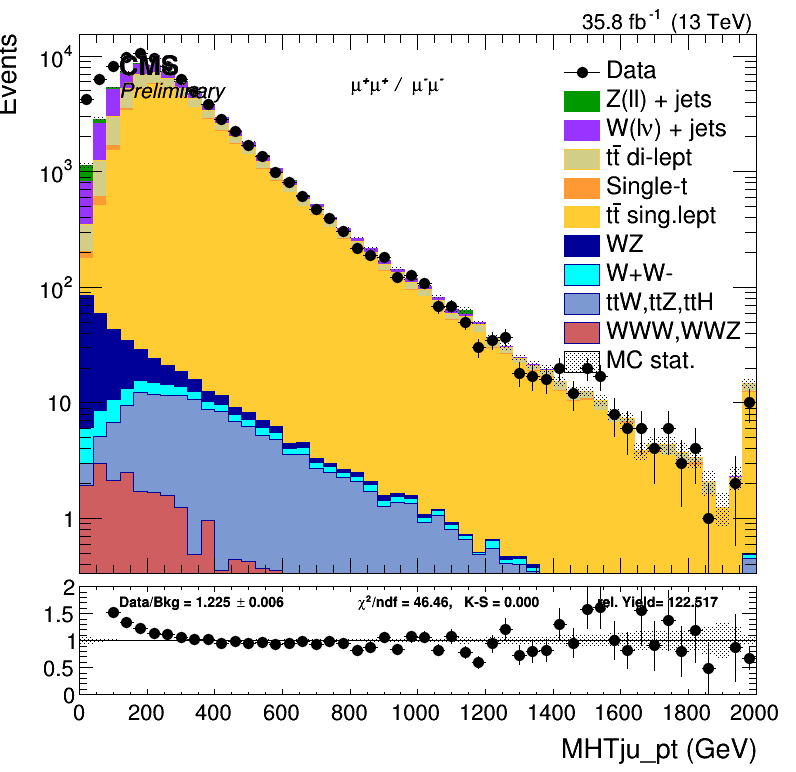 35.8 fb⁻¹ (13 TeV)
Events
CMS
Preliminary
μ⁺μ⁺ / μ⁻μ⁻
Data
Z(ll) + jets
W(lν) + jets
tt̄ di-lept
Single-t
tt̄ sing.lept
WZ
W+W-
ttW,ttZ,ttH
WWW,WWZ
MC stat.
10⁴
10³
10²
10
1
Data/Bkg = 1.225 ± 0.006
χ²/ndf = 46.46, K-S = 0.000
rel. Yield= 122.517
2
1.5
1
0.5
0
0 200 400 600 800 1000 1200 1400 1600 1800 2000
MHTju_pt (GeV)